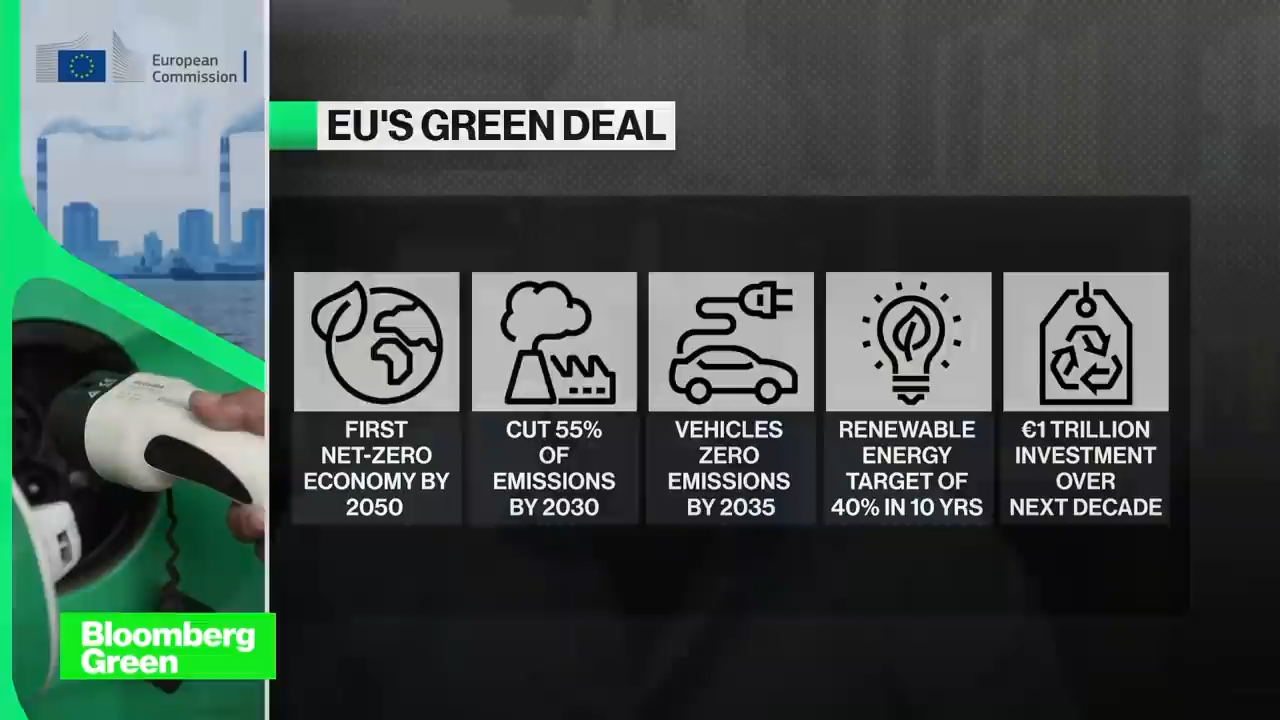 European
Commission
EU'S GREEN DEAL
FIRST
NET-ZERO
ECONOMY BY
2050
CUT 55%
OF
EMISSIONS
BY 2030
VEHICLES
ZERO
EMISSIONS
BY 2035
RENEWABLE
ENERGY
TARGET OF
40% IN 10 YRS
€1 TRILLION
INVESTMENT
OVER
NEXT DECADE
Bloomberg
Green